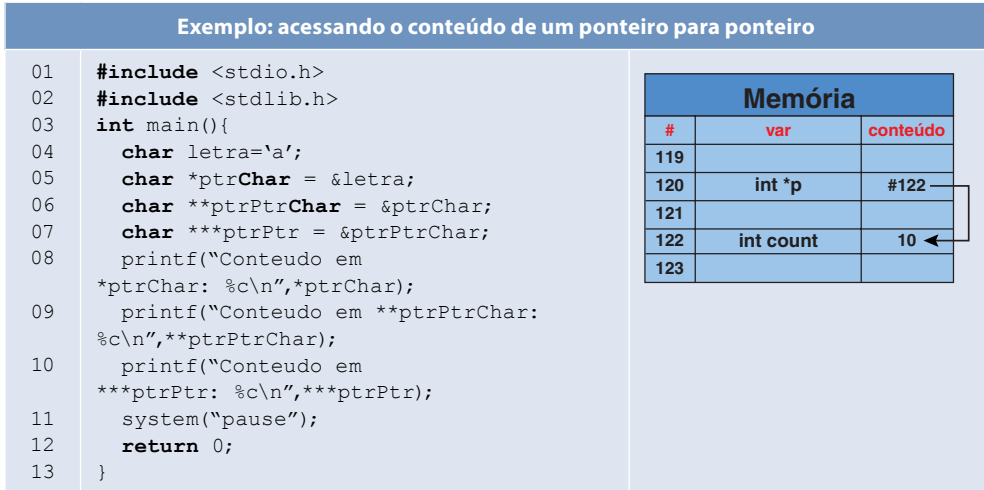 Exemplo: acessando o conteúdo de um ponteiro para ponteiro
01 #include <stdio.h>
02 #include <stdlib.h>
03 int main(){
04 char letra=‘a’;
05 char *ptrChar = &letra;
06 char **ptrPtrChar = &ptrChar;
07 char ***ptrPtr = &ptrPtrChar;
08 printf(“Conteudo em
*ptrChar: %c\n”,*ptrChar);
09 printf(“Conteudo em **ptrPtrChar:
%c\n”,**ptrPtrChar);
10 printf(“Conteudo em
***ptrPtr: %c\n”,***ptrPtr);
11 system(“pause”);
12 return 0;
13 }
Memória
# var conteúdo
119
120 int *p #122
121
122 int count 10
123